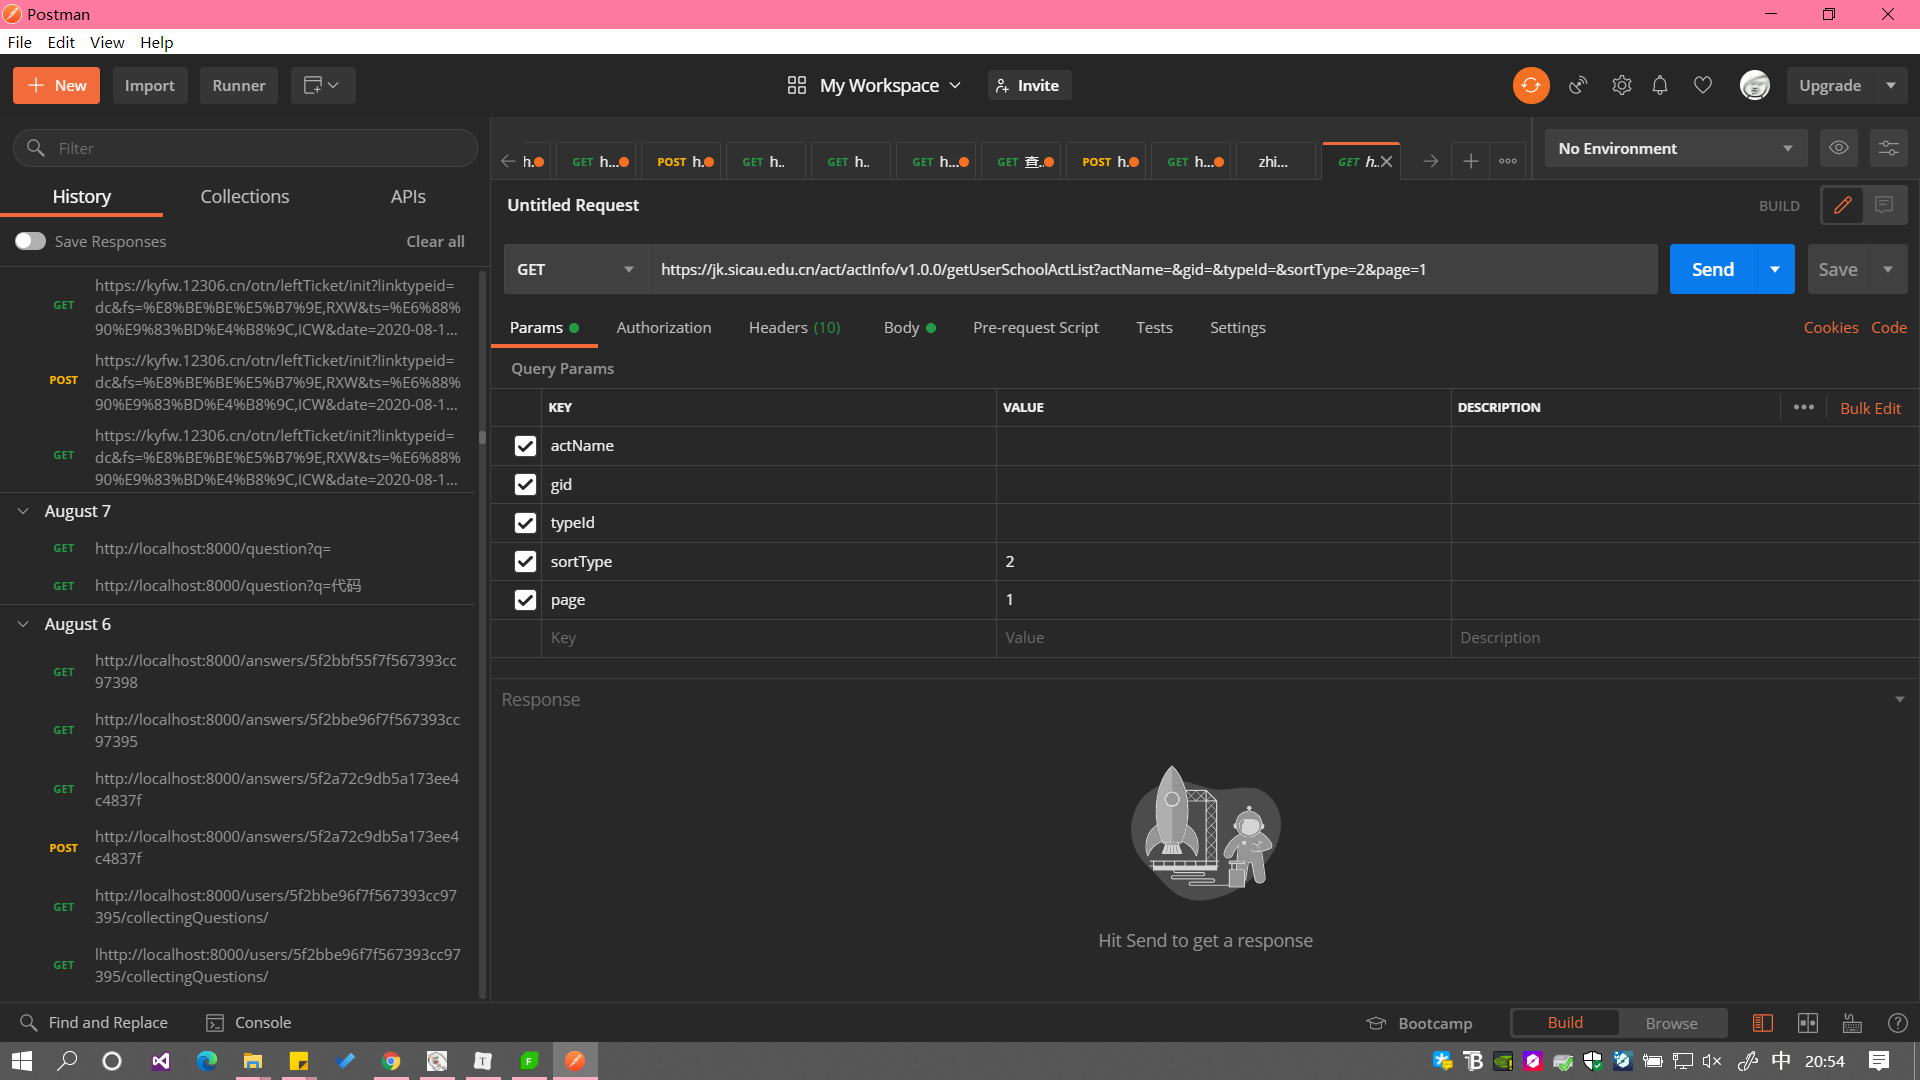 Postman
File Edit View Help
New Import Runner My Workspace Invite Upgrade
Filter
GET h... POST h... GET h.. GET h.. GET h... GET 查... POST h... GET h... zhi... GET h..
No Environment
History Collections APIs
Untitled Request
BUILD
Save Responses Clear all
GET https://jk.sicau.edu.cn/act/actInfo/v1.0.0/getUserSchoolActList?actName=&gid=&typeId=&sortType=2&page=1 Send Save
GET https://kyfw.12306.cn/otn/leftTicket/init?linktypeid=
dc&fs=%E8%BE%BE%E5%B7%9E,RXW&ts=%E6%88%
90%E9%83%BD%E4%B8%9C,ICW&date=2020-08-1...
POST https://kyfw.12306.cn/otn/leftTicket/init?linktypeid=
dc&fs=%E8%BE%BE%E5%B7%9E,RXW&ts=%E6%88%
90%E9%83%BD%E4%B8%9C,ICW&date=2020-08-1...
GET https://kyfw.12306.cn/otn/leftTicket/init?linktypeid=
dc&fs=%E8%BE%BE%E5%B7%9E,RXW&ts=%E6%88%
90%E9%83%BD%E4%B8%9C,ICW&date=2020-08-1...
August 7
GET http://localhost:8000/question?q=
GET http://localhost:8000/question?q=代码
August 6
GET http://localhost:8000/answers/5f2bbf55f7f567393cc
97398
GET http://localhost:8000/answers/5f2bbe96f7f567393cc
97395
GET http://localhost:8000/answers/5f2a72c9db5a173ee4
c4837f
POST http://localhost:8000/answers/5f2a72c9db5a173ee4
c4837f
GET http://localhost:8000/users/5f2bbe96f7f567393cc97
395/collectingQuestions/
GET lhttp://localhost:8000/users/5f2bbe96f7f567393cc97
395/collectingQuestions/
Params Authorization Headers (10) Body Pre-request Script Tests Settings Cookies Code
Query Params
KEY VALUE DESCRIPTION Bulk Edit
actName
gid
typeId
sortType 2
page 1
Key Value Description
Response
Hit Send to get a response
Find and Replace Console Bootcamp Build Browse
中 20:54